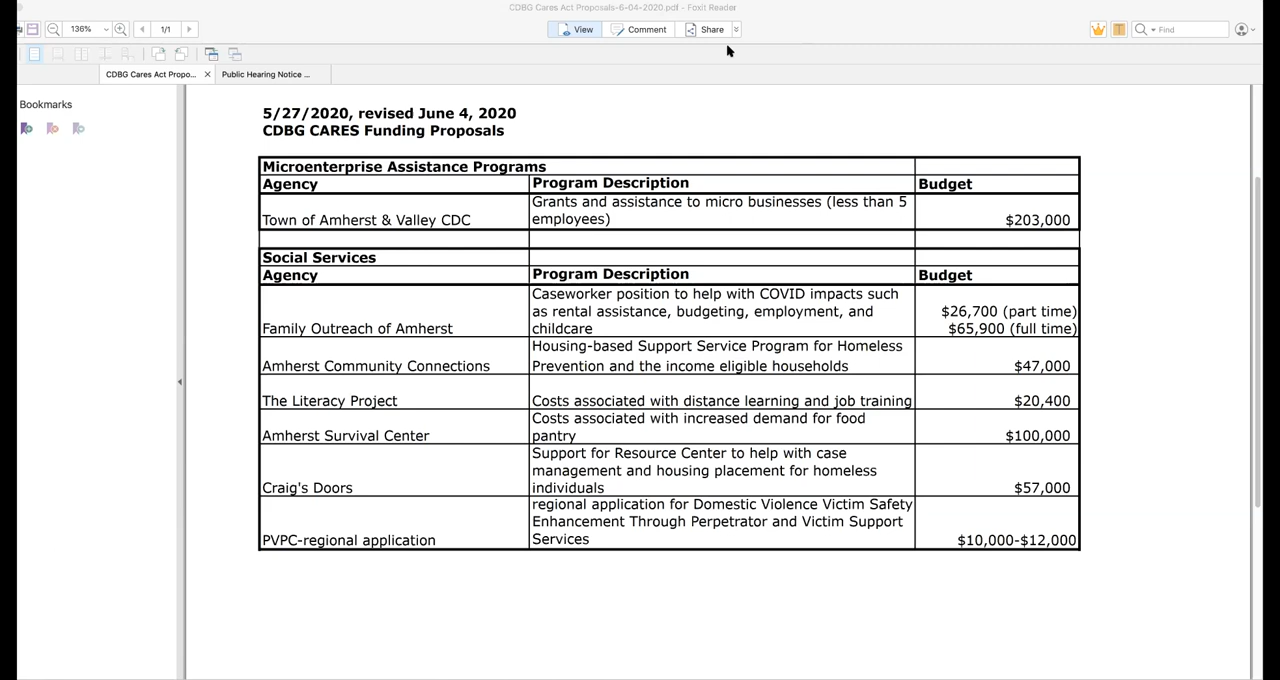 CDBG Cares Act Proposals-6-04-2020.pdf - Foxit Reader
136%
1/1
View
Comment
Share
Find
CDBG Cares Act Propo...
Public Hearing Notice ...
Bookmarks
5/27/2020, revised June 4, 2020
CDBG CARES Funding Proposals
Microenterprise Assistance Programs
Agency
Program Description
Budget
Town of Amherst & Valley CDC
Grants and assistance to micro businesses (less than 5
employees)
$203,000
Social Services
Agency
Program Description
Budget
Family Outreach of Amherst
Caseworker position to help with COVID impacts such
as rental assistance, budgeting, employment, and
childcare
$26,700 (part time)
$65,900 (full time)
Amherst Community Connections
Housing-based Support Service Program for Homeless
Prevention and the income eligible households
$47,000
The Literacy Project
Costs associated with distance learning and job training
$20,400
Amherst Survival Center
Costs associated with increased demand for food
pantry
$100,000
Craig's Doors
Support for Resource Center to help with case
management and housing placement for homeless
individuals
$57,000
PVPC-regional application
regional application for Domestic Violence Victim Safety
Enhancement Through Perpetrator and Victim Support
Services
$10,000-$12,000